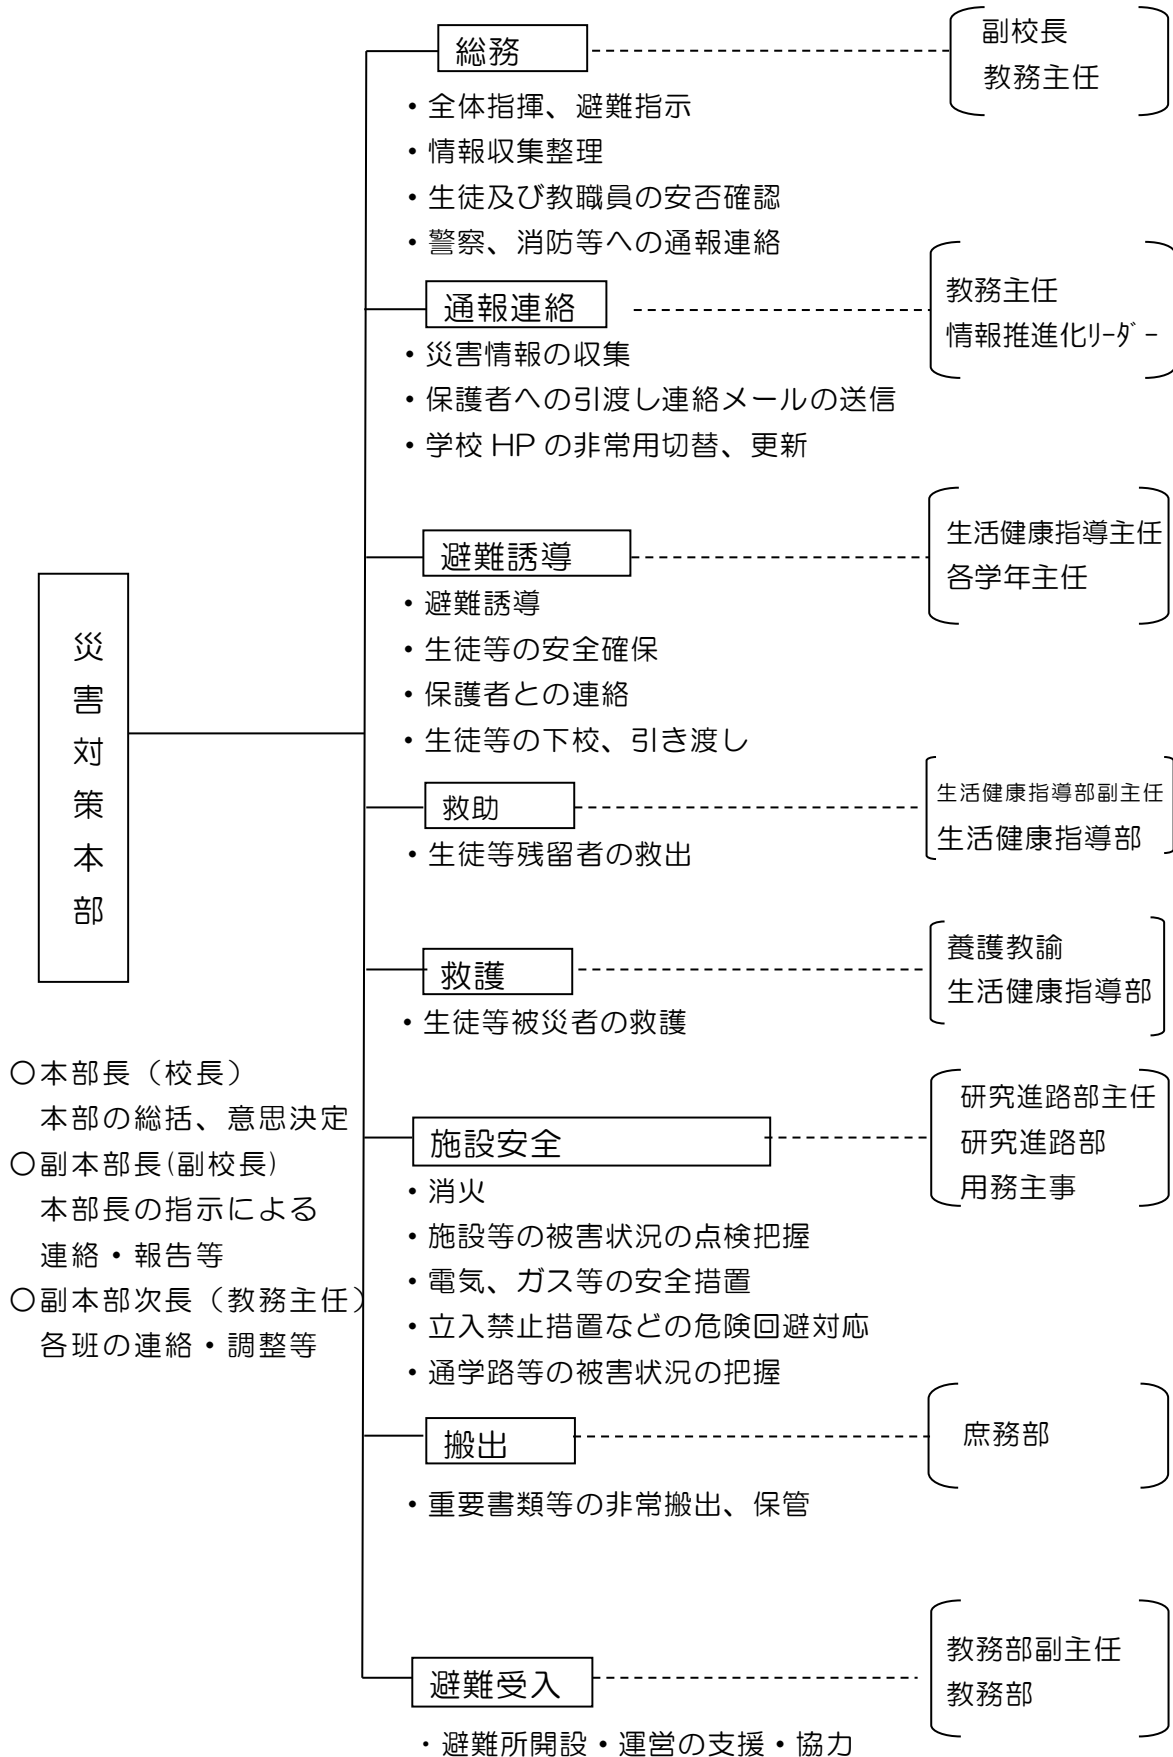 総務
副校長
教務主任
・全体指揮、避難指示
・情報収集整理
・生徒及び教職員の安否確認
・警察、消防等への通報連絡
通報連絡
教務主任
情報推進化ﾘｰﾀﾞｰ
・災害情報の収集
・保護者への引渡し連絡メールの送信
・学校 HP の非常用切替、更新
避難誘導
生活健康指導主任
各学年主任
・避難誘導
・生徒等の安全確保
・保護者との連絡
・生徒等の下校、引き渡し
災害対策本部
救助
生活健康指導部副主任
生活健康指導部
・生徒等残留者の救出
救護
養護教諭
生活健康指導部
・生徒等被災者の救護
〇本部長（校長）
本部の総括、意思決定
〇副本部長(副校長)
本部長の指示による
連絡・報告等
〇副本部次長（教務主任）
各班の連絡・調整等
施設安全
研究進路部主任
研究進路部
用務主事
・消火
・施設等の被害状況の点検把握
・電気、ガス等の安全措置
・立入禁止措置などの危険回避対応
・通学路等の被害状況の把握
搬出
庶務部
・重要書類等の非常搬出、保管
避難受入
教務部副主任
教務部
・避難所開設・運営の支援・協力